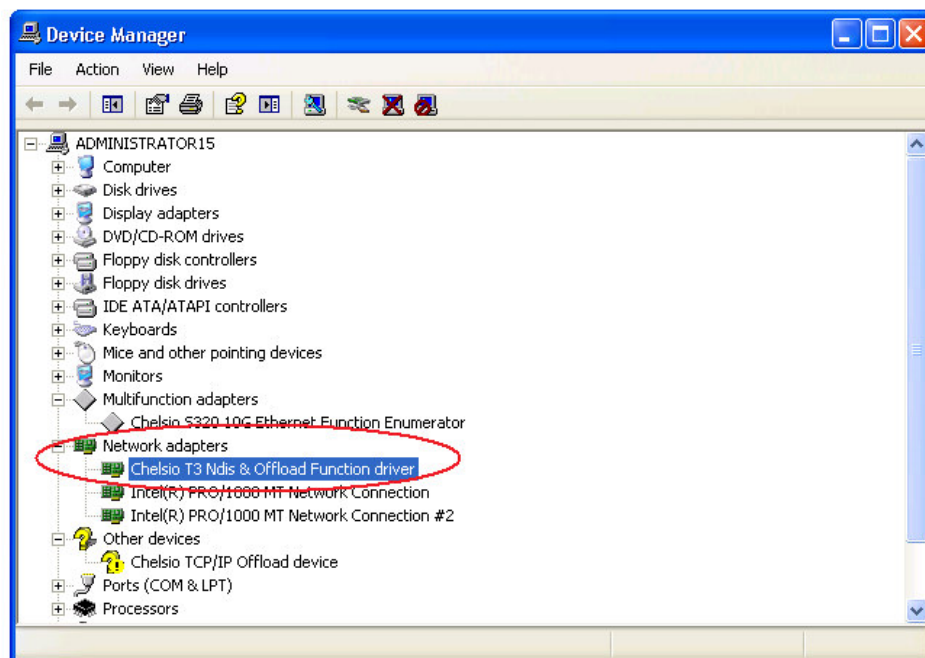 Device Manager
File Action View Help
ADMINISTRATOR15
Computer
Disk drives
Display adapters
DVD/CD-ROM drives
Floppy disk controllers
Floppy disk drives
IDE ATA/ATAPI controllers
Keyboards
Mice and other pointing devices
Monitors
Multifunction adapters
Chelsio S320 10G Ethernet Function Enumerator
Network adapters
Chelsio T3 Ndis & Offload Function driver
Intel(R) PRO/1000 MT Network Connection
Intel(R) PRO/1000 MT Network Connection #2
Other devices
Chelsio TCP/IP Offload device
Ports (COM & LPT)
Processors